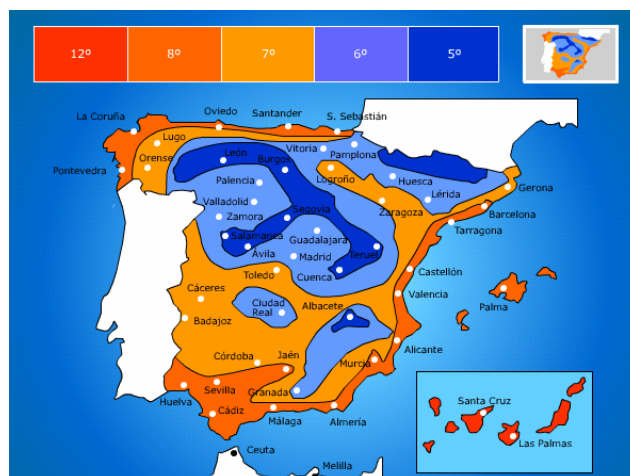 12º 8º 7º 6º 5º
La Coruña
Oviedo
Santander
S. Sebastián
Lugo
Vitoria
Pamplona
León
Burgos
Orense
Pontevedra
Logroño
Huesca
Palencia
Lérida
Gerona
Valladolid
Zaragoza
Barcelona
Zamora
Segovia
Tarragona
Salamanca
Guadalajara
Ávila
Madrid
Teruel
Toledo
Cuenca
Castellón
Cáceres
Ciudad
Real
Albacete
Valencia
Palma
Badajoz
Alicante
Córdoba
Jaén
Murcia
Huelva
Sevilla
Granada
Cádiz
Málaga
Almería
Santa Cruz
Las Palmas
Ceuta
Melilla